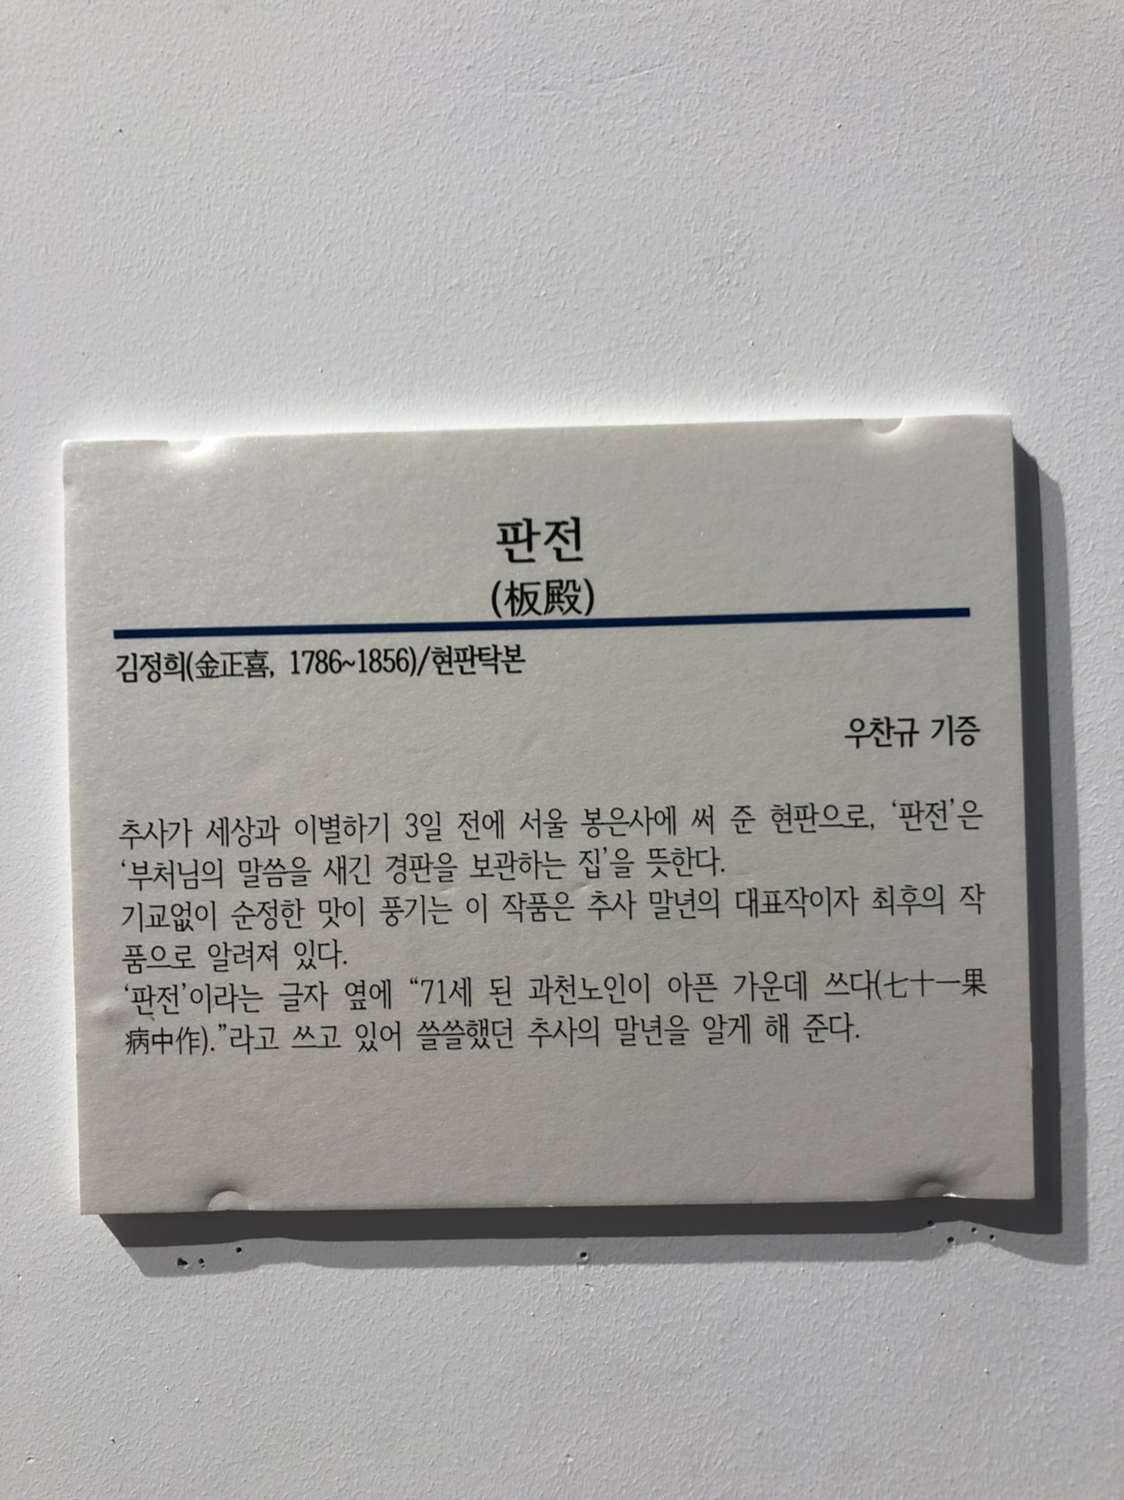 판전
(板殿)
김정희(金正喜, 1786~1856)/현판탁본
우찬규 기증
추사가 세상과 이별하기 3일 전에 서울 봉은사에 써 준 현판으로, ‘판전’은
‘부처님의 말씀을 새긴 경판을 보관하는 집’을 뜻한다.
기교없이 순정한 맛이 풍기는 이 작품은 추사 말년의 대표작이자 최후의 작
품으로 알려져 있다.
‘판전’이라는 글자 옆에 “71세 된 과천노인이 아픈 가운데 쓰다(七十一果
病中作).”라고 쓰고 있어 쓸쓸했던 추사의 말년을 알게 해 준다.